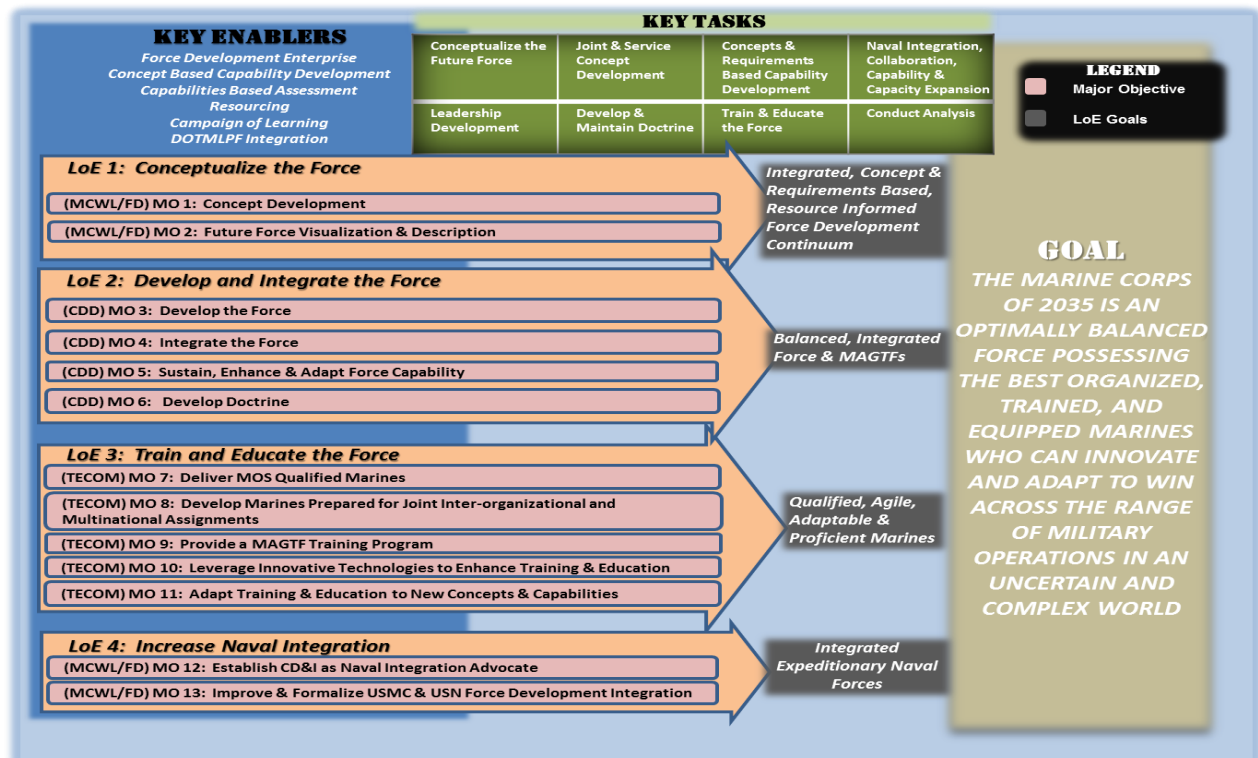 KEY ENABLERS
Force Development Enterprise
Concept Based Capability Development
Capabilities Based Assessment
Resourcing
Campaign of Learning
DOTMLPF Integration
KEY TASKS
Conceptualize the
Future Force
Joint & Service
Concept
Development
Concepts &
Requirements
Based Capability
Development
Naval Integration,
Collaboration,
Capability &
Capacity Expansion
Leadership
Development
Develop &
Maintain Doctrine
Train & Educate
the Force
Conduct Analysis
LEGEND
Major Objective
LoE Goals
LoE 1: Conceptualize the Force
(MCWL/FD) MO 1: Concept Development
(MCWL/FD) MO 2: Future Force Visualization & Description
Integrated, Concept &
Requirements Based,
Resource Informed
Force Development
Continuum
LoE 2: Develop and Integrate the Force
(CDD) MO 3: Develop the Force
(CDD) MO 4: Integrate the Force
(CDD) MO 5: Sustain, Enhance & Adapt Force Capability
(CDD) MO 6: Develop Doctrine
Balanced, Integrated
Force & MAGTFs
LoE 3: Train and Educate the Force
(TECOM) MO 7: Deliver MOS Qualified Marines
(TECOM) MO 8: Develop Marines Prepared for Joint Inter-organizational and
Multinational Assignments
(TECOM) MO 9: Provide a MAGTF Training Program
(TECOM) MO 10: Leverage Innovative Technologies to Enhance Training & Education
(TECOM) MO 11: Adapt Training & Education to New Concepts & Capabilities
Qualified, Agile,
Adaptable &
Proficient Marines
LoE 4: Increase Naval Integration
(MCWL/FD) MO 12: Establish CD&I as Naval Integration Advocate
(MCWL/FD) MO 13: Improve & Formalize USMC & USN Force Development Integration
Integrated
Expeditionary Naval
Forces
GOAL
THE MARINE CORPS
OF 2035 IS AN
OPTIMALLY BALANCED
FORCE POSSESSING
THE BEST ORGANIZED,
TRAINED, AND
EQUIPPED MARINES
WHO CAN INNOVATE
AND ADAPT TO WIN
ACROSS THE RANGE
OF MILITARY
OPERATIONS IN AN
UNCERTAIN AND
COMPLEX WORLD